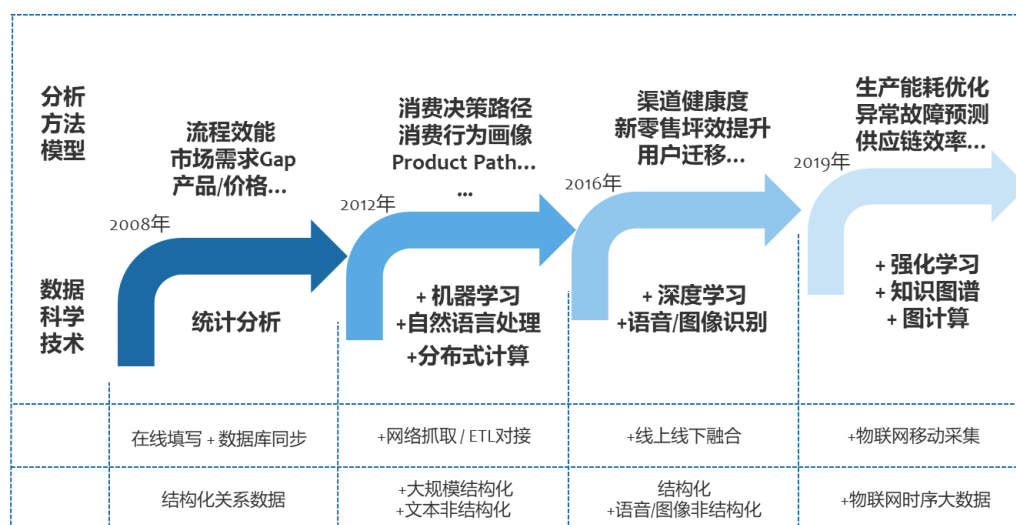 分析
方法
模型
流程效能
市场需求Gap
产品/价格...
消费决策路径
消费行为画像
Product Path...
...
渠道健康度
新零售坪效提升
用户迁移...
生产能耗优化
异常故障预测
供应链效率...
2008年
2012年
2016年
2019年
数据
科学
技术
统计分析
+ 机器学习
+自然语言处理
+分布式计算
+ 深度学习
+语音/图像识别
+ 强化学习
+ 知识图谱
+ 图计算
在线填写 + 数据库同步
+网络抓取 / ETL对接
+线上线下融合
+物联网移动采集
结构化关系数据
+大规模结构化
+文本非结构化
结构化
+语音/图像非结构化
+物联网时序大数据